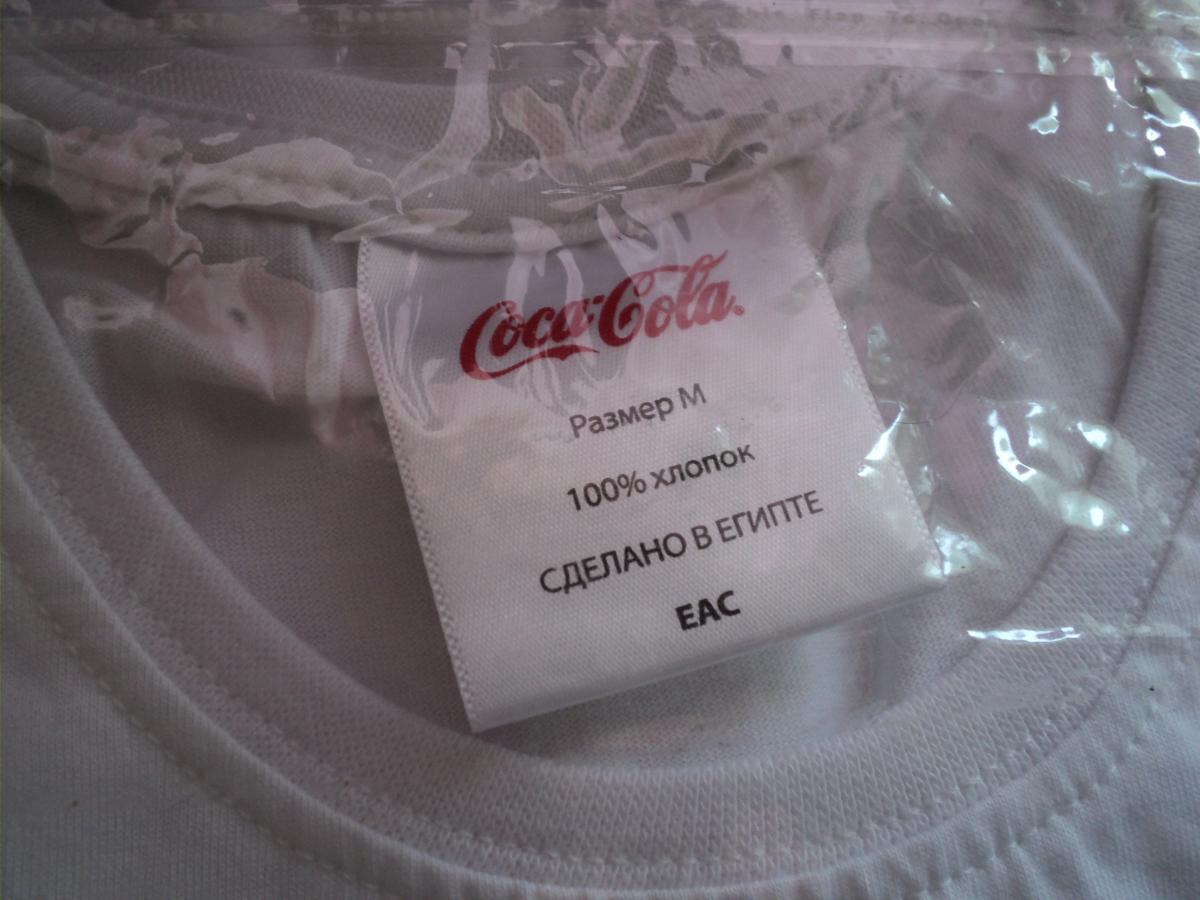 Coca-Cola®
Размер M
100% хлопок
СДЕЛАНО В ЕГИПТЕ
EAC